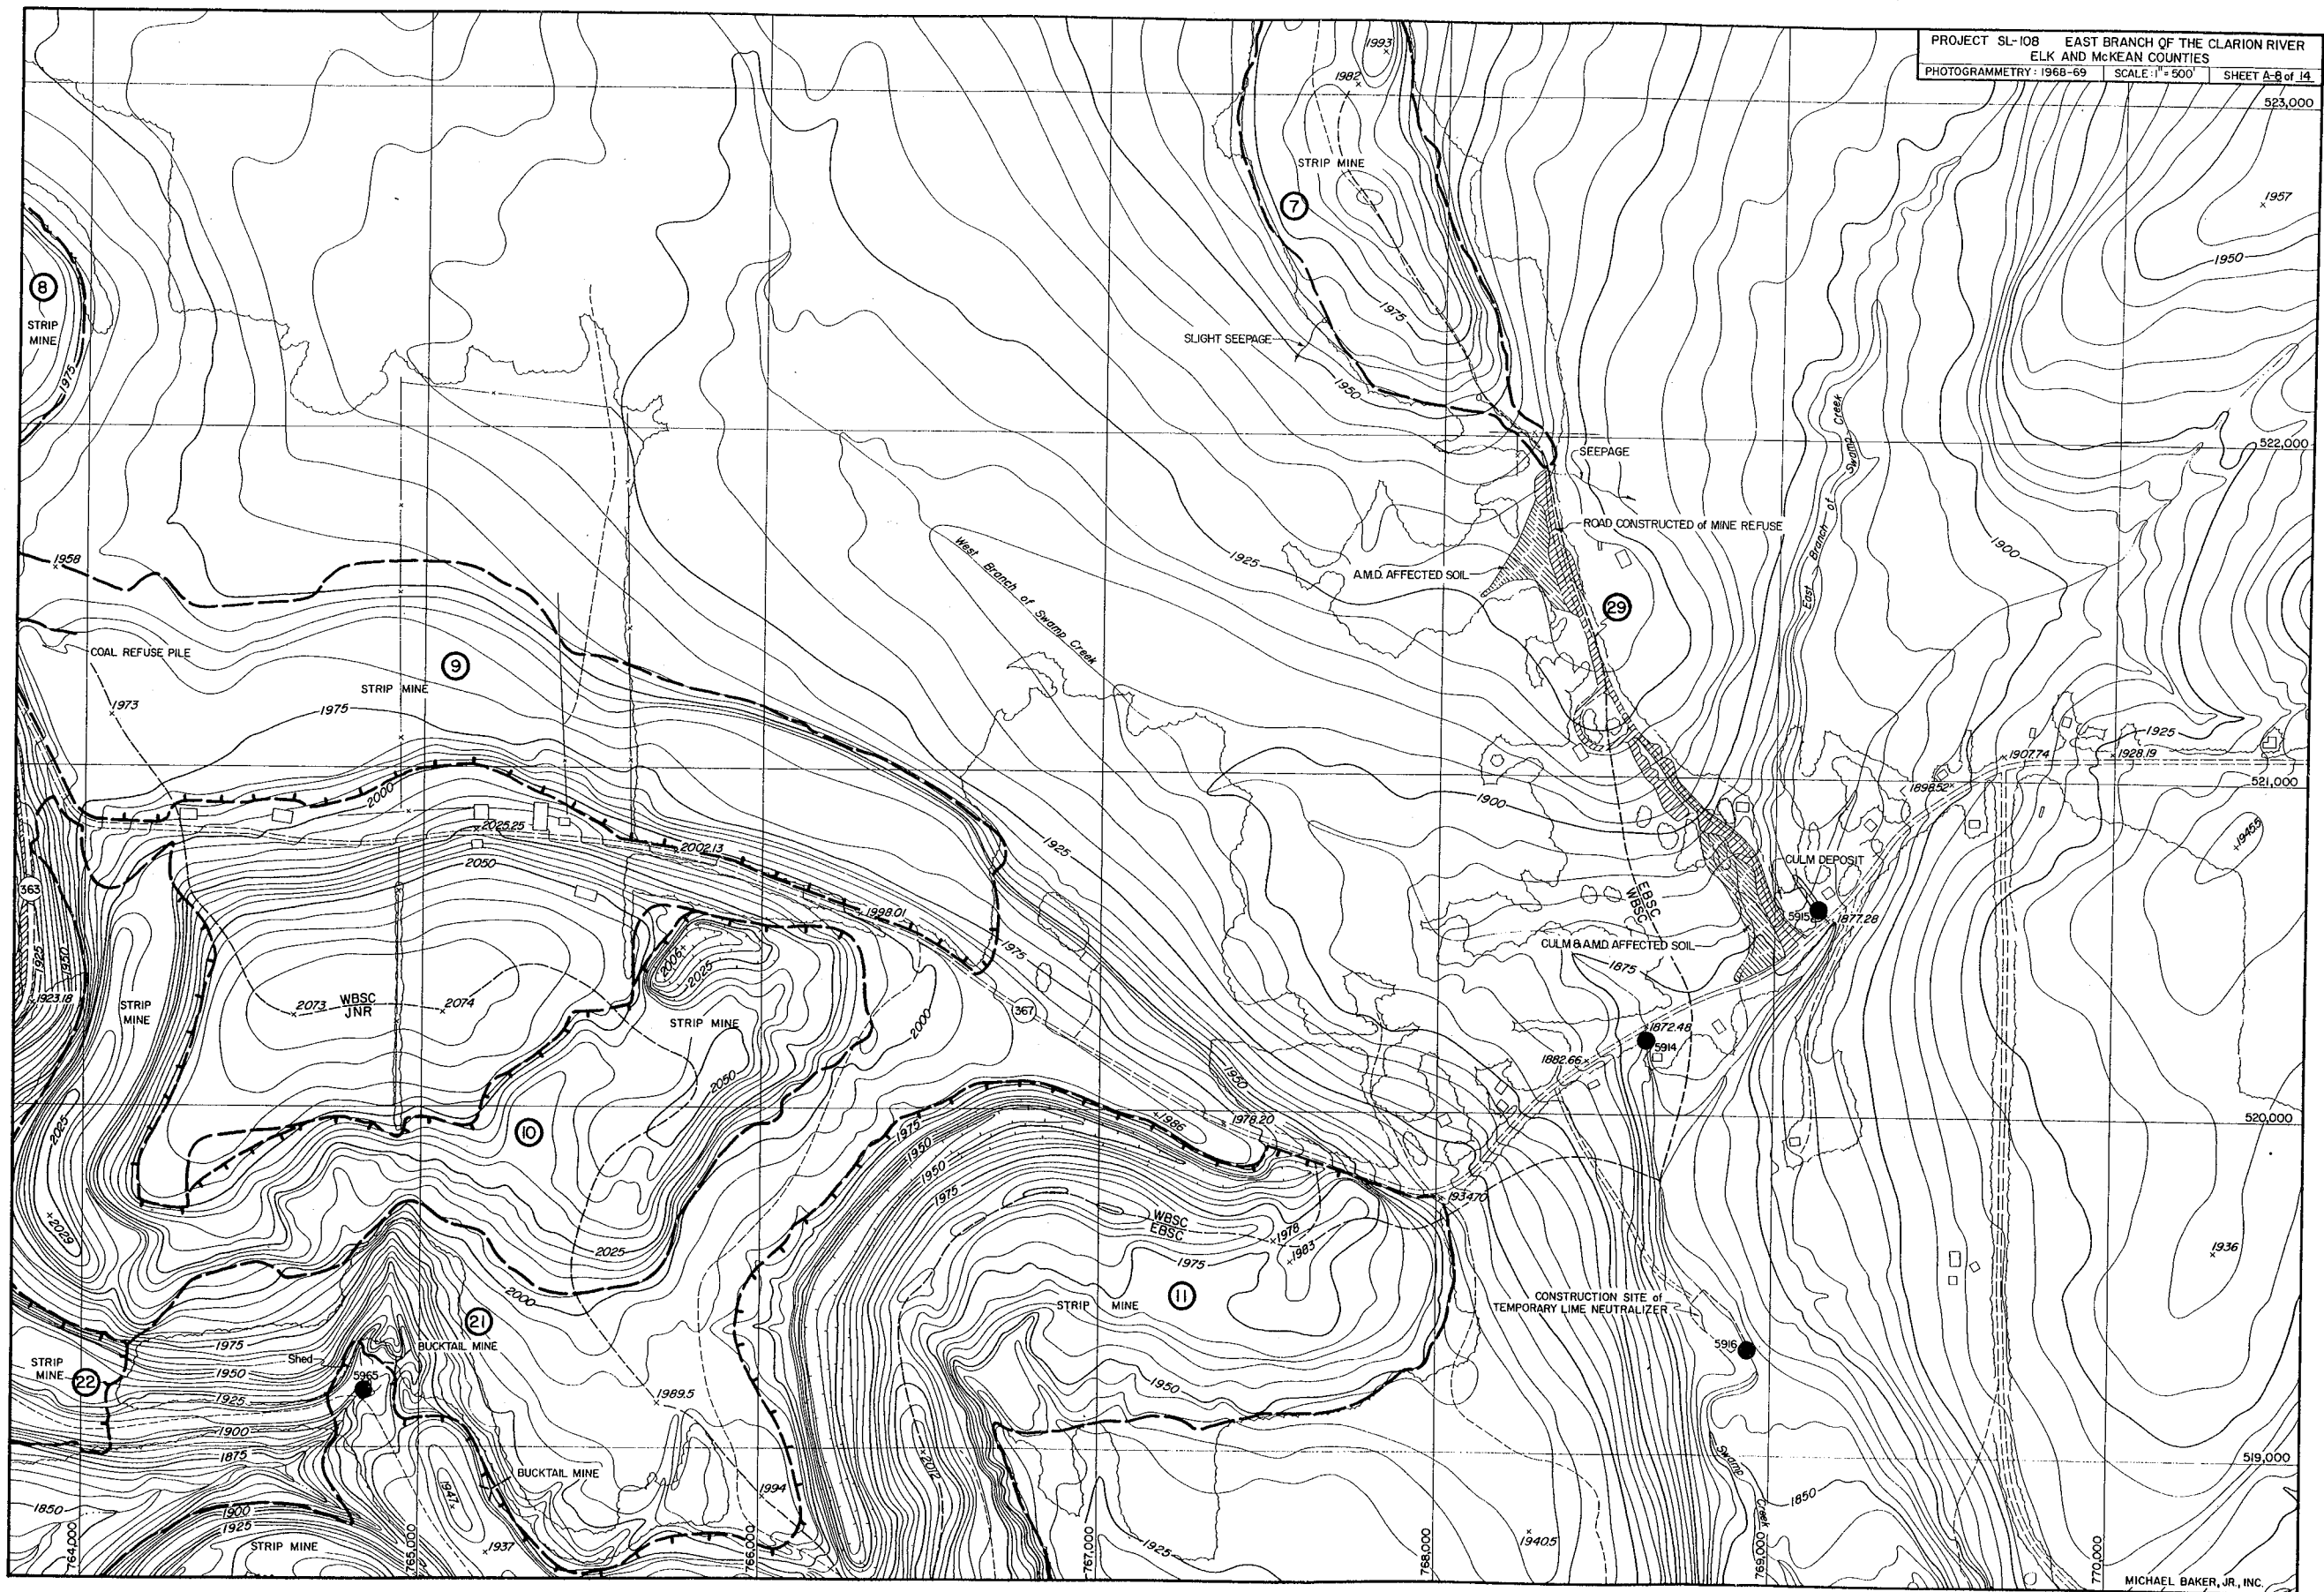 PROJECT SL-108 EAST BRANCH OF THE CLARION RIVER
ELK AND McKEAN COUNTIES
PHOTOGRAMMETRY: 1968-69 SCALE: 1" = 500' SHEET A-8 of 14
523,000
1993
1982
STRIP MINE
7
1957
1950
8
STRIP
MINE
1975
1975
SLIGHT SEEPAGE
1950
East Branch of Swamp Creek
522,000
SEEPAGE
ROAD CONSTRUCTED of MINE REFUSE
1900
1925
West Branch of Swamp Creek
A.M.D. AFFECTED SOIL
29
1958
COAL REFUSE PILE
9
STRIP MINE
1973
1975
1925
1907.74
1928.19
521,000
1898.52
1900
2000
2025.25
2002.13
2050
1925
1945.5
CULM DEPOSIT
363
EBSC
WBSC
1998.01
5915
1877.28
CULM & A.M.D. AFFECTED SOIL
1875
1975
1925
1950
2006
2025
1923.18
STRIP
MINE
2073
WBSC
JNR
2074
STRIP MINE
2000
367
1872.48
5914
1882.66
2050
1950
520,000
2025
10
1975
1986
1978.20
1950
1950
1975
1934.70
WBSC
EBSC
1978
1983
1975
2029
2025
2000
1936
11
STRIP MINE
CONSTRUCTION SITE of
TEMPORARY LIME NEUTRALIZER
21
BUCKTAIL MINE
5916
1975
Shed
STRIP
MINE
22
1950
5965
1925
1989.5
1950
1900
1875
2012
Swamp Creek
519,000
BUCKTAIL MINE
1947
1994
1850
1850
1900
1925
STRIP MINE
1937
1925
1940.5
764,000
765,000
766,000
767,000
768,000
769,000
770,000
MICHAEL BAKER, JR., INC.